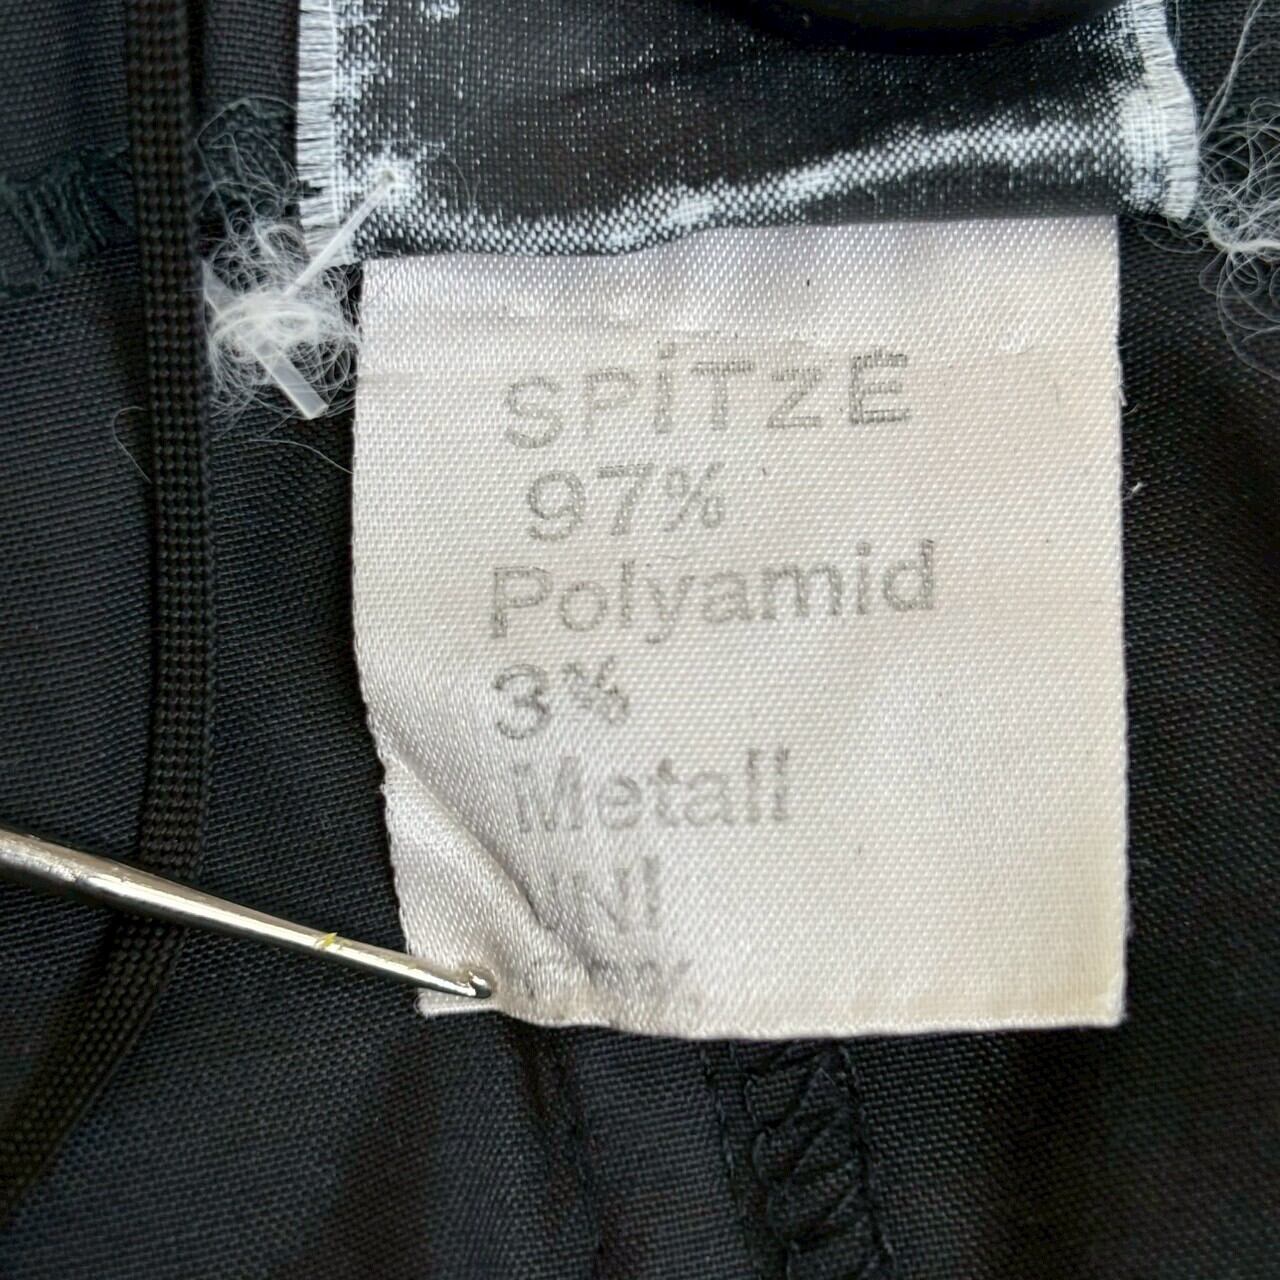 SPiTzE
97%
Polyamid
3%
Metall